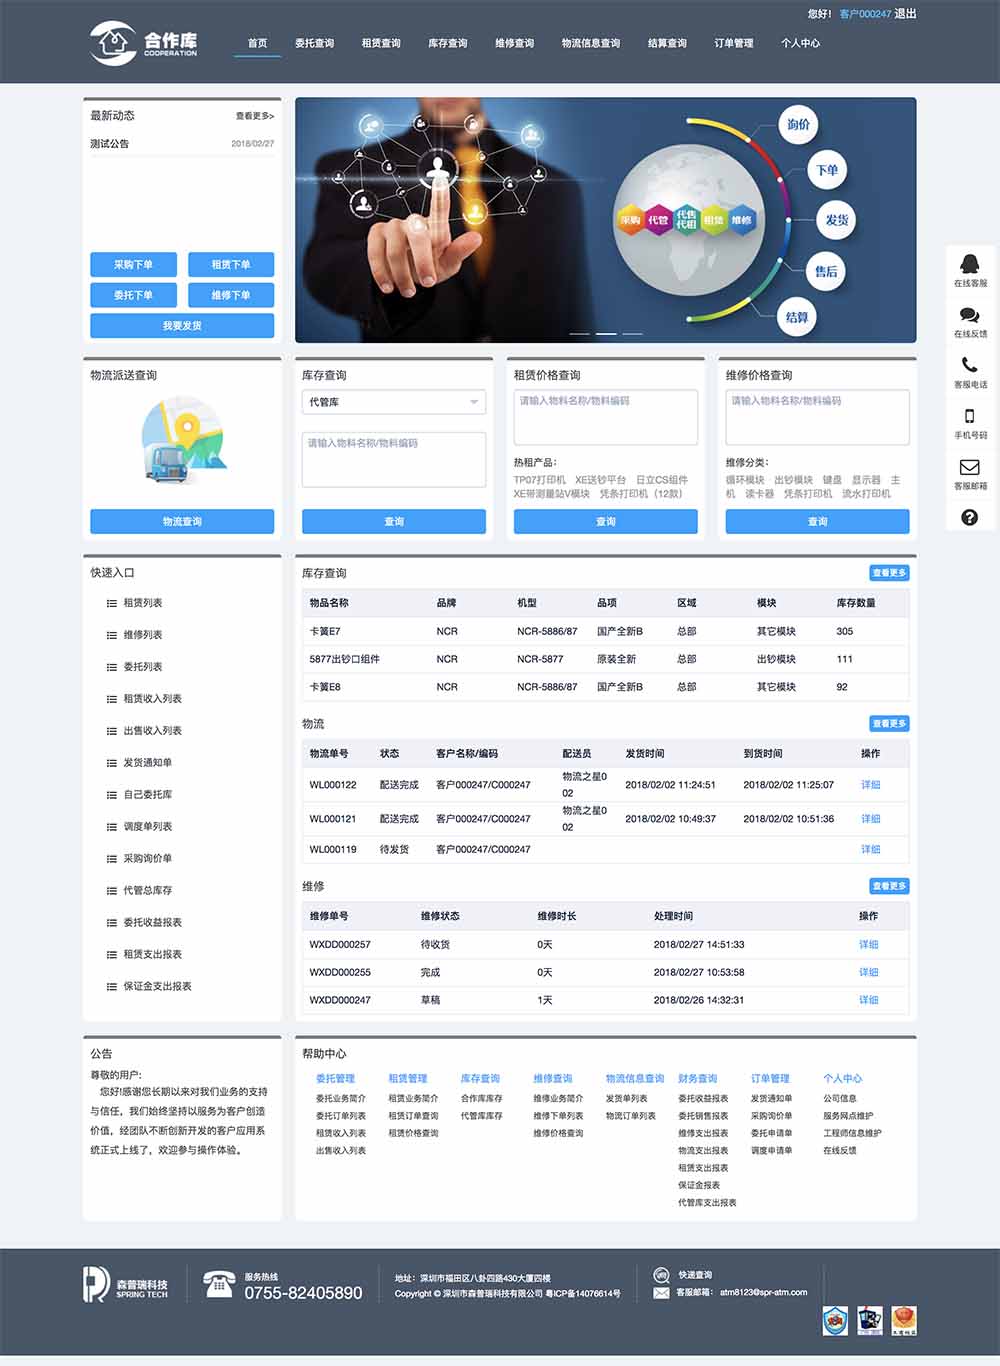 您好! 客户000247 退出
合作库
COOPERATION
首页 委托查询 租赁查询 库存查询 维修查询 物流信息查询 结算查询 订单管理 个人中心
最新动态 查看更多>
测试公告 2018/02/27
采购下单 租赁下单
委托下单 维修下单
我要发货
询价
下单
发货
售后
结算
采购 代管 代售代租 租赁 维修
在线客服
在线反馈
客服电话
手机号码
客服邮箱
物流派送查询
物流查询
库存查询
代管库
请输入物料名称/物料编码
查询
租赁价格查询
请输入物料名称/物料编码
热租产品:
TP07打印机 XE送钞平台 日立CS组件
XE带测量站V模块 凭条打印机（12款）
查询
维修价格查询
请输入物料名称/物料编码
维修分类:
循环模块 出钞模块 键盘 显示器 主
机 读卡器 凭条打印机 流水打印机
查询
快速入口
租赁列表
维修列表
委托列表
租赁收入列表
出售收入列表
发货通知单
自己委托库
调度单列表
采购询价单
代管总库存
委托收益报表
租赁支出报表
保证金支出报表
库存查询 查看更多
物品名称 品牌 机型 品项 区域 模块 库存数量
卡簧E7 NCR NCR-5886/87 国产全新B 总部 其它模块 305
5877出钞口组件 NCR NCR-5877 原装全新 总部 出钞模块 111
卡簧E8 NCR NCR-5886/87 国产全新B 总部 其它模块 92
物流 查看更多
物流单号 状态 客户名称/编码 配送员 发货时间 到货时间 操作
WL000122 配送完成 客户000247/C000247 物流之星002 2018/02/02 11:24:51 2018/02/02 11:25:07 详细
WL000121 配送完成 客户000247/C000247 物流之星002 2018/02/02 10:49:37 2018/02/02 10:51:36 详细
WL000119 待发货 客户000247/C000247 详细
维修 查看更多
维修单号 维修状态 维修时长 处理时间 操作
WXDD000257 待收货 0天 2018/02/27 14:51:33 详细
WXDD000255 完成 0天 2018/02/27 10:53:58 详细
WXDD000247 草稿 1天 2018/02/26 14:32:31 详细
公告
尊敬的用户:
您好!感谢您长期以来对我们业务的支持
与信任，我们始终坚持以服务为客户创造
价值，经团队不断创新开发的客户应用系
统正式上线了，欢迎参与操作体验。
帮助中心
委托管理 租赁管理 库存查询 维修查询 物流信息查询 财务查询 订单管理 个人中心
委托业务简介 租赁业务简介 合作库库存 维修业务简介 发货单列表 委托收益报表 发货通知单 公司信息
委托订单列表 租赁订单查询 代管库库存 维修下单列表 物流订单列表 委托销售报表 采购询价单 服务网点维护
租赁收入列表 租赁价格查询 维修价格查询 维修支出报表 委托申请单 工程师信息维护
出售收入列表 物流支出报表 调度申请单 在线反馈
租赁支出报表
保证金报表
代管库支出报表
森普瑞科技
SPRING TECH
服务热线
0755-82405890
地址：深圳市福田区八卦四路430大厦四楼
Copyright © 深圳市森普瑞科技有限公司 粤ICP备14076614号
快递查询
客服邮箱： atm8123@spr-atm.com